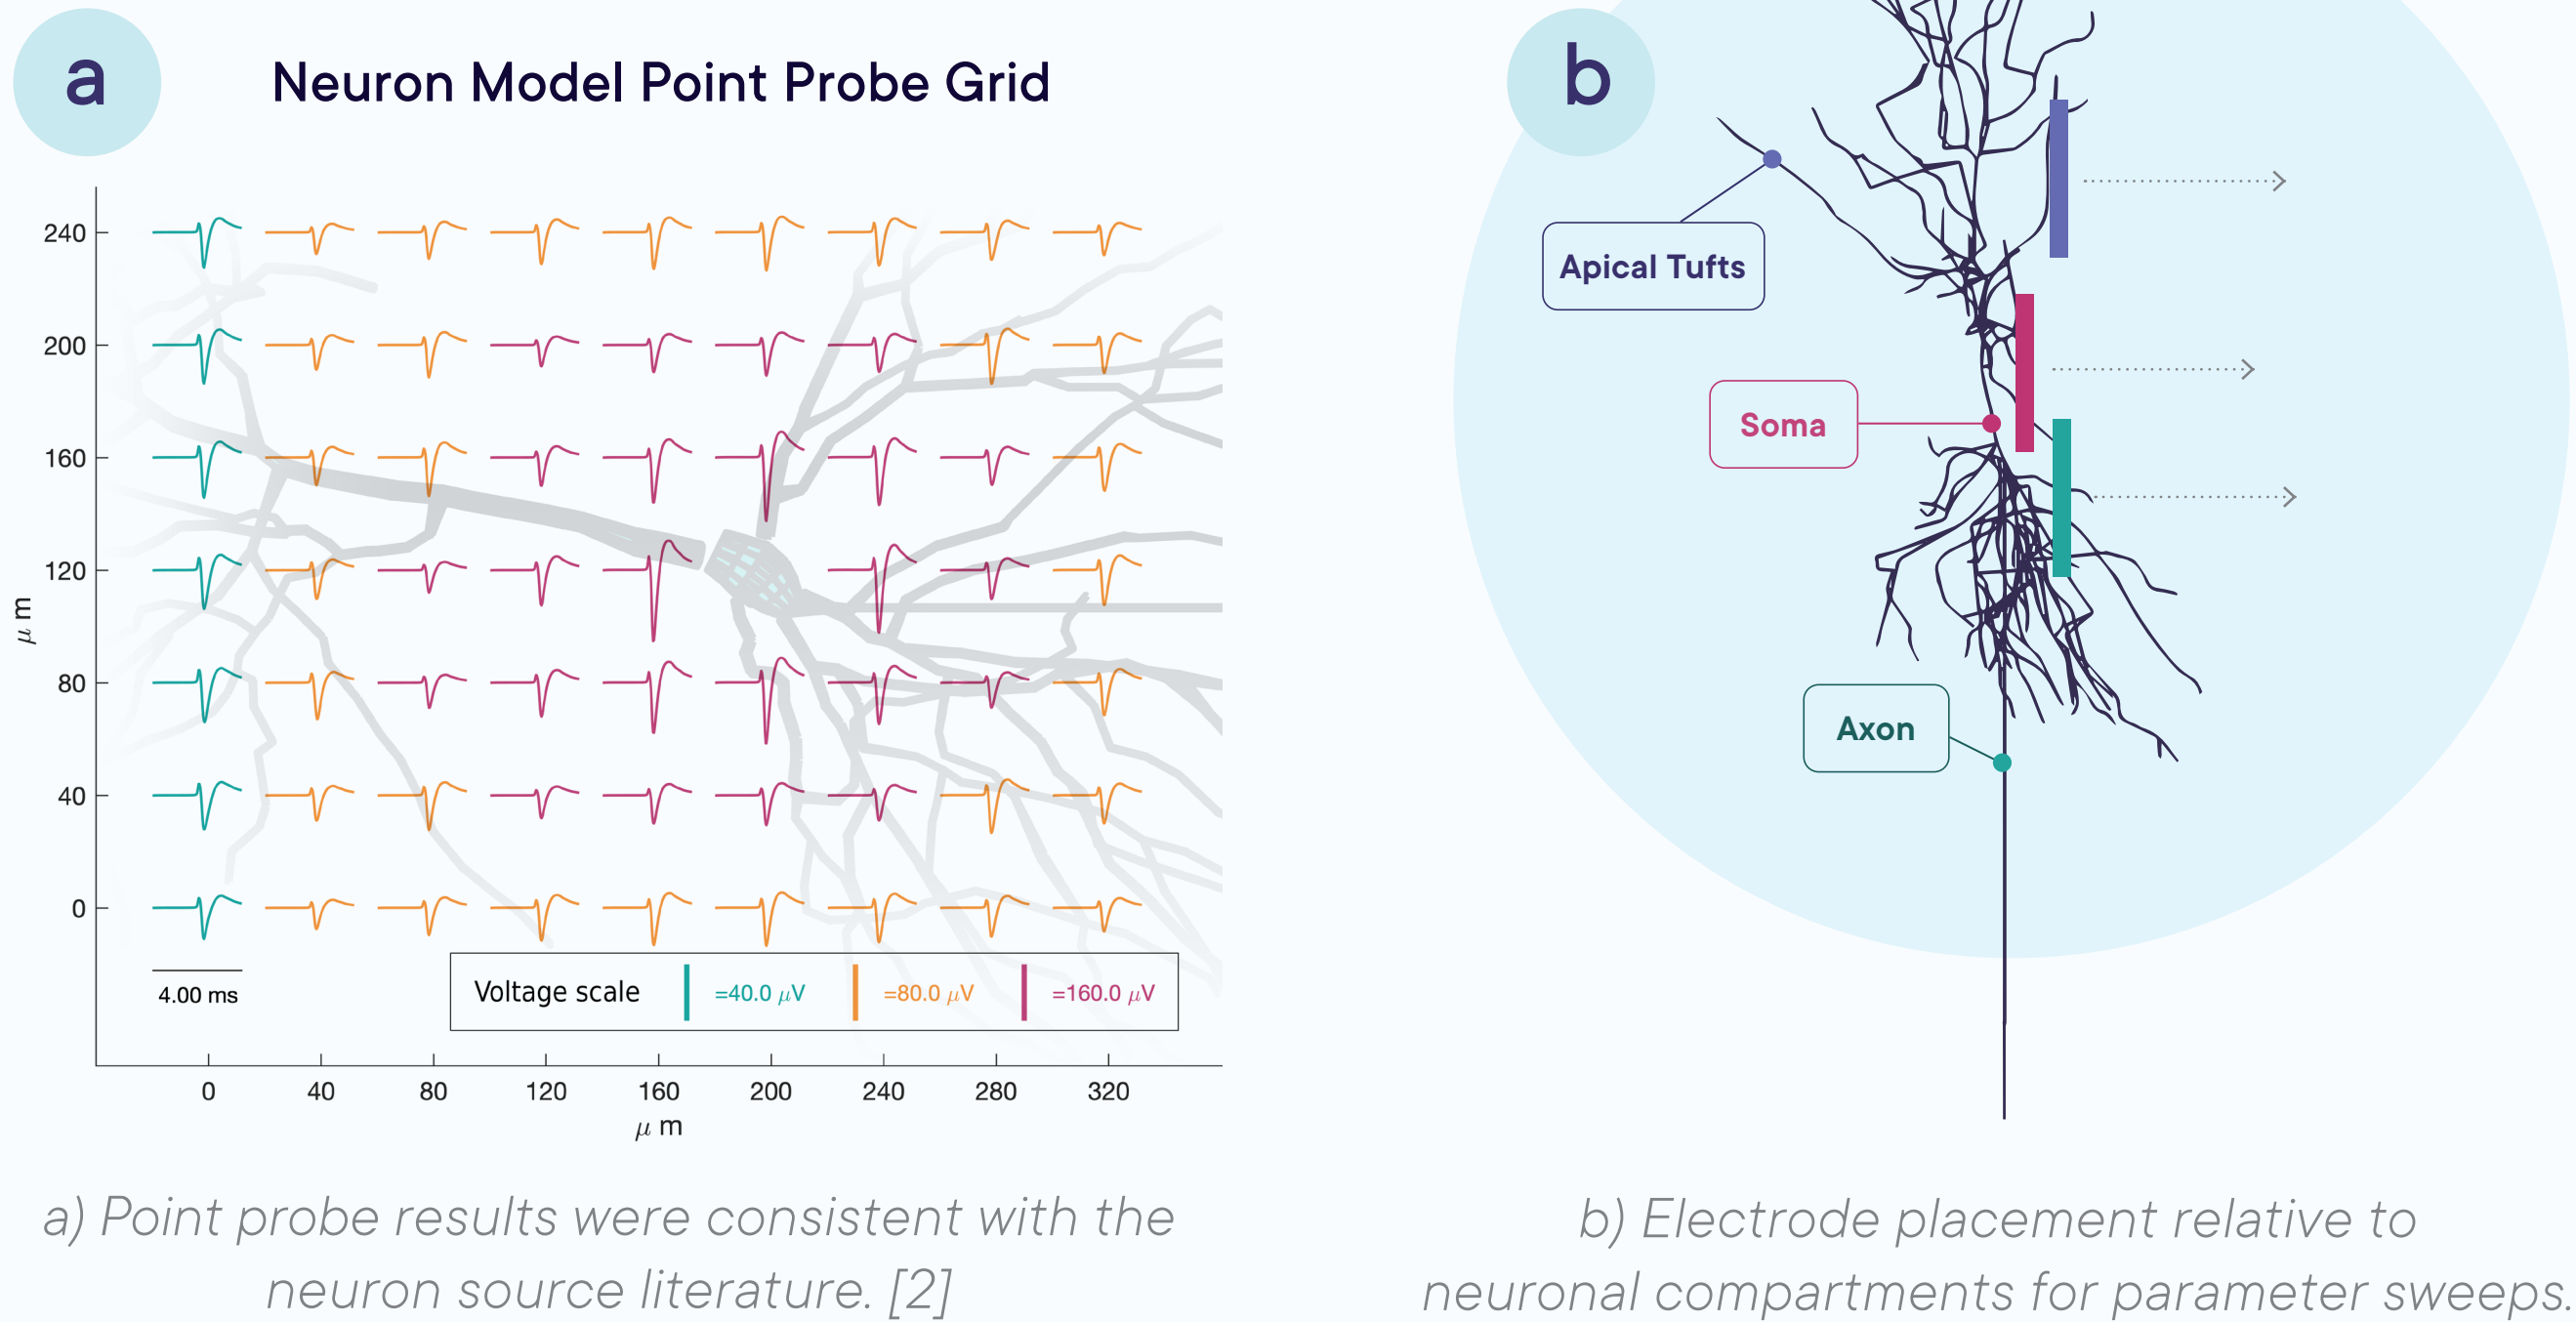 a
Neuron Model Point Probe Grid
240
200
160
120
80
40
0
μ m
4.00 ms
Voltage scale =40.0 μV =80.0 μV =160.0 μV
0 40 80 120 160 200 240 280 320
μ m
a) Point probe results were consistent with the
neuron source literature. [2]
b
Apical Tufts
Soma
Axon
b) Electrode placement relative to
neuronal compartments for parameter sweeps.